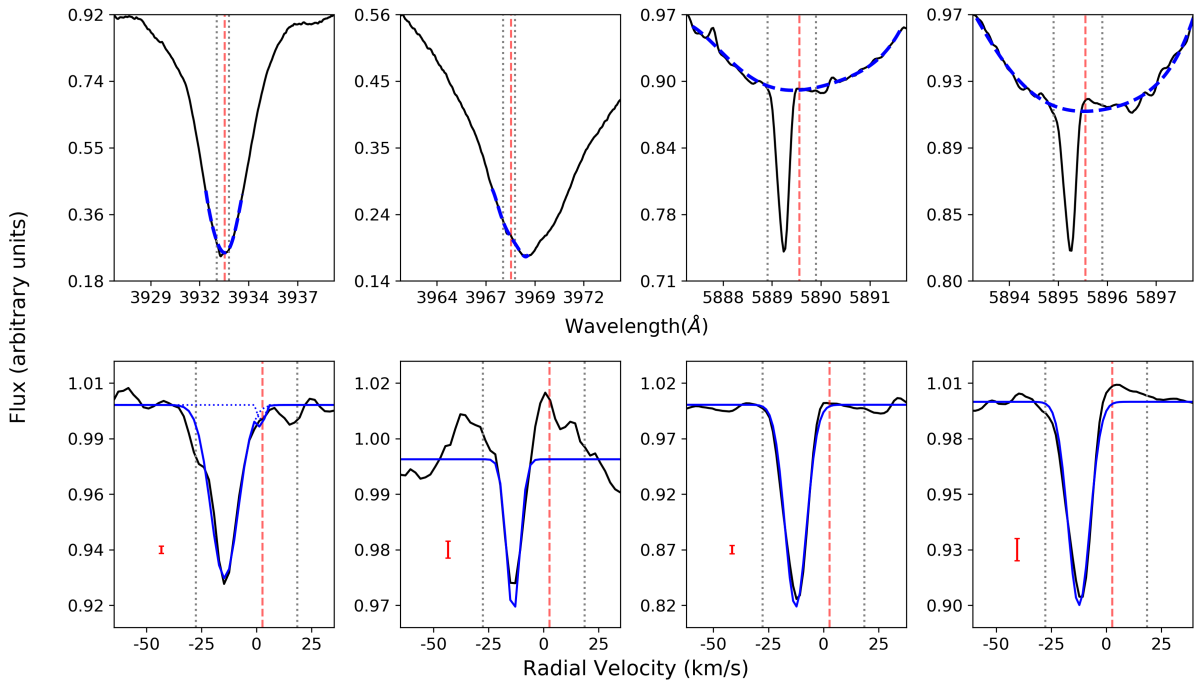 Flux (arbitrary units)
0.92 0.56 0.97 0.97
0.74 0.45 0.90 0.93
0.55 0.35 0.84 0.89
0.36 0.24 0.78 0.85
0.18 0.14 0.71 0.80
3929 3932 3934 3937 3964 3967 3969 3972 5888 5889 5890 5891 5894 5895 5896 5897
Wavelength(Å)
1.01 1.02 1.02 1.01
0.99 1.00 0.97 0.98
0.96 0.99 0.92 0.95
0.94 0.98 0.87 0.93
0.92 0.97 0.82 0.90
-50 -25 0 25 -50 -25 0 25 -50 -25 0 25 -50 -25 0 25
Radial Velocity (km/s)